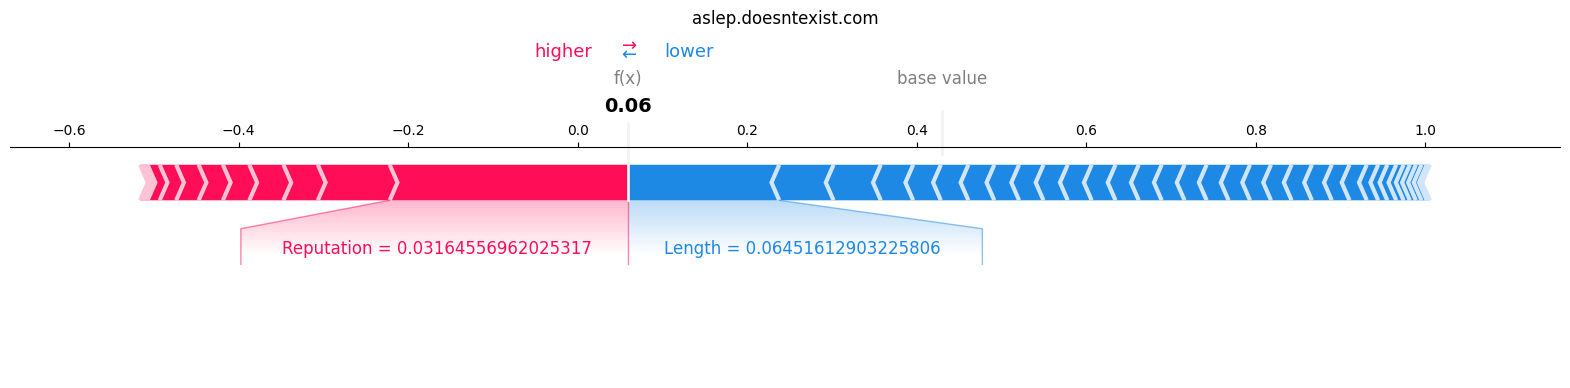 aslep.doesntexist.com
higher ⇄ lower
f(x) base value
0.06
−0.6 −0.4 −0.2 0.0 0.2 0.4 0.6 0.8 1.0
Reputation = 0.03164556962025317 Length = 0.06451612903225806